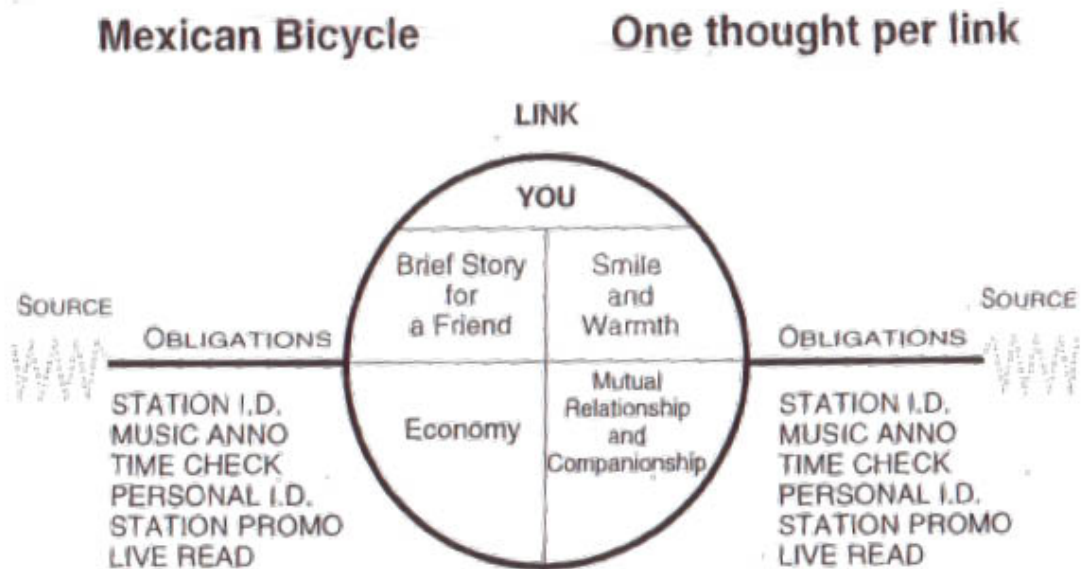 Mexican Bicycle
One thought per link
LINK
YOU
Brief Story
for
a Friend
Smile
and
Warmth
Economy
Mutual
Relationship
and
Companionship
SOURCE
OBLIGATIONS
STATION I.D.
MUSIC ANNO
TIME CHECK
PERSONAL I.D.
STATION PROMO
LIVE READ
SOURCE
OBLIGATIONS
STATION I.D.
MUSIC ANNO
TIME CHECK
PERSONAL I.D.
STATION PROMO
LIVE READ